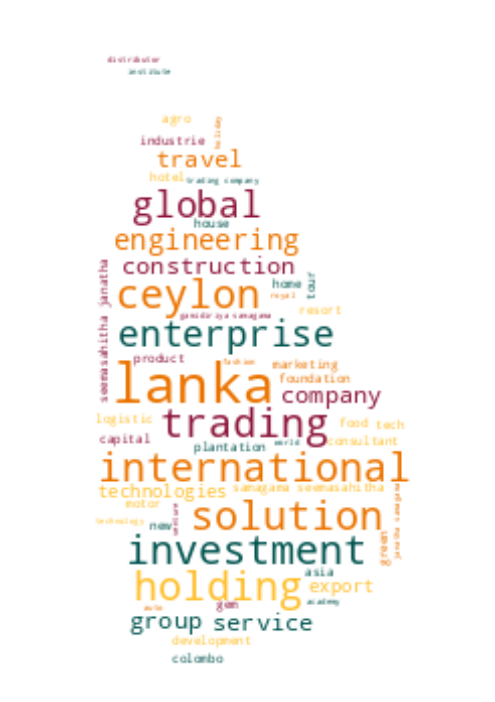 distributor
institute
agro
holiday
industrie
travel
hotel
trading company
global
house
engineering
construction
seemasahitha janatha
ceylon
home
tour
royal
resort
gamidiriya samagama
enterprise
product
fashion
marketing
lanka
foundation
company
logistic
trading
food
tech
capital
plantation
world
consultant
international
technologies
samagama seemasahitha
motor
venture
solution
janatha samagama
technology
new
green
investment
asia
holding
export
auto
gem
academy
group
service
development
colombo